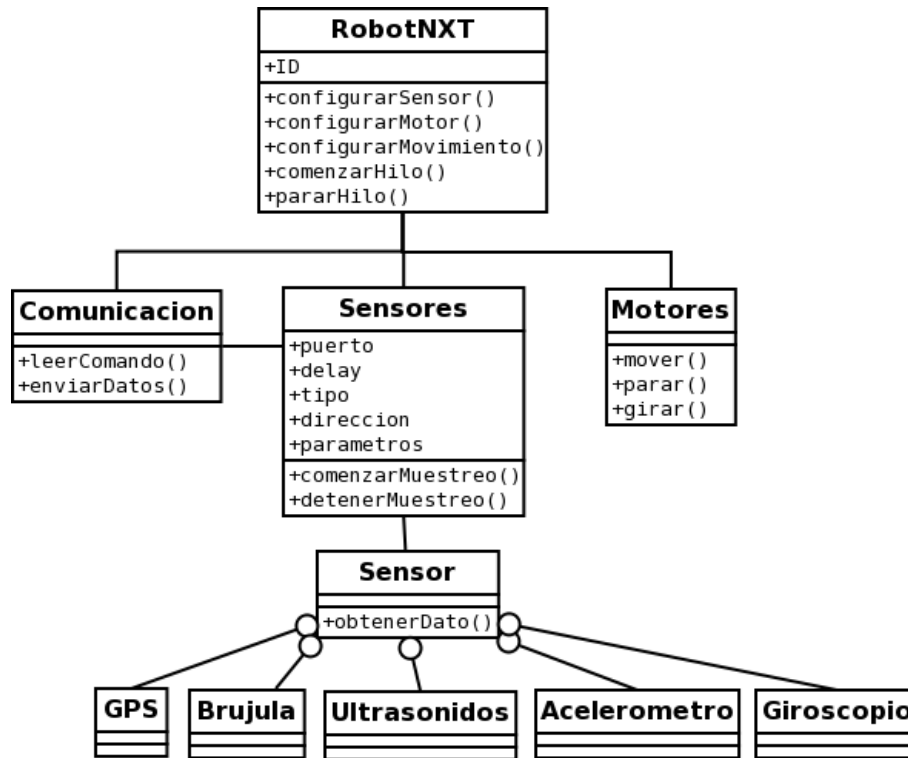 RobotNXT
+ID
+configurarSensor()
+configurarMotor()
+configurarMovimiento()
+comenzarHilo()
+pararHilo()
Comunicacion
+leerComando()
+enviarDatos()
Sensores
+puerto
+delay
+tipo
+direccion
+parametros
+comenzarMuestreo()
+detenerMuestreo()
Motores
+mover()
+parar()
+girar()
Sensor
+obtenerDato()
GPS
Brujula
Ultrasonidos
Acelerometro
Giroscopio